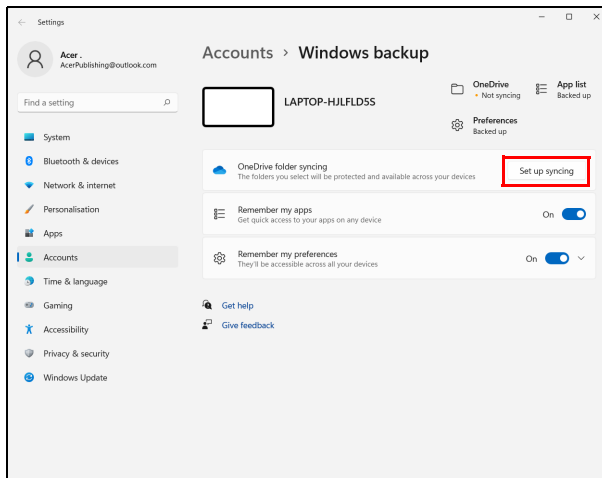 Settings
Acer .
AcerPublishing@outlook.com
Find a setting
System
Bluetooth & devices
Network & internet
Personalisation
Apps
Accounts
Time & language
Gaming
Accessibility
Privacy & security
Windows Update
Accounts > Windows backup
LAPTOP-HJLFLD5S
OneDrive
• Not syncing
App list
Backed up
Preferences
Backed up
OneDrive folder syncing
The folders you select will be protected and available across your devices
Set up syncing
Remember my apps
Get quick access to your apps on any device
On
Remember my preferences
They'll be accessible across all your devices
On
Get help
Give feedback